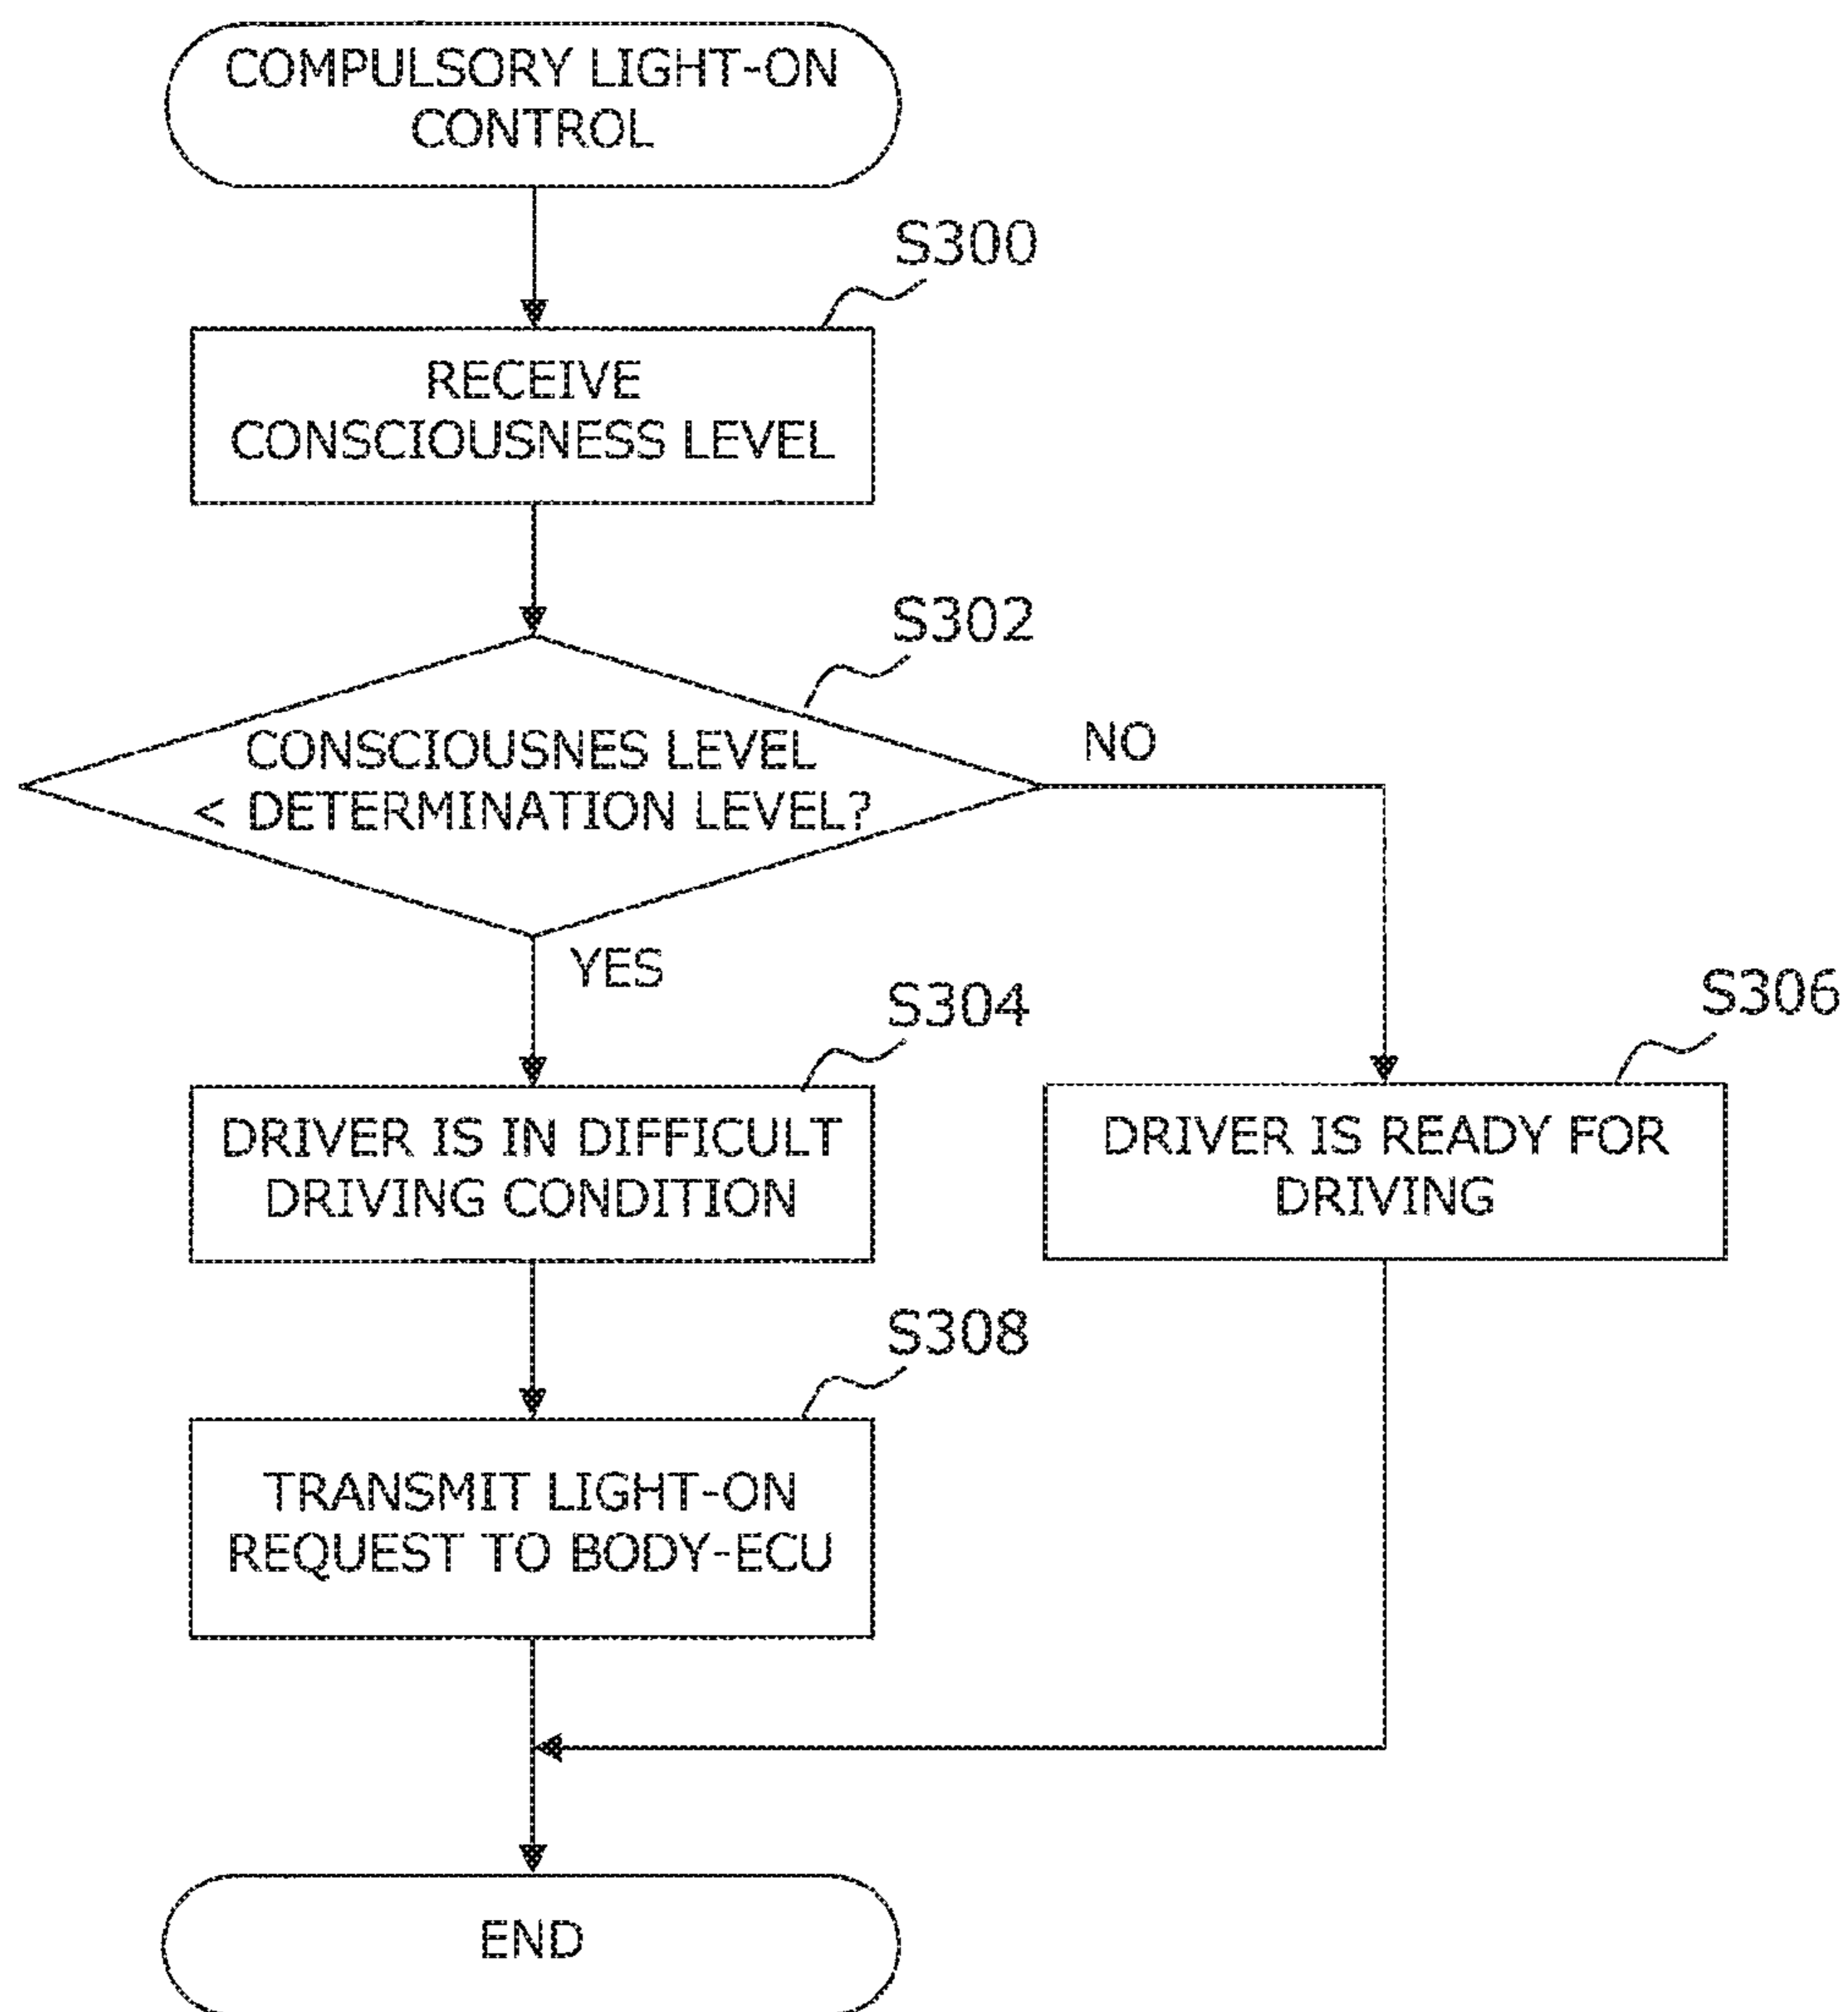 COMPULSORY LIGHT-ON
CONTROL
S300
RECEIVE
CONSCIOUSNESS LEVEL
S302
CONSCIOUSNES LEVEL
< DETERMINATION LEVEL?
NO
YES
S304
DRIVER IS IN DIFFICULT
DRIVING CONDITION
S306
DRIVER IS READY FOR
DRIVING
S308
TRANSMIT LIGHT-ON
REQUEST TO BODY-ECU
END